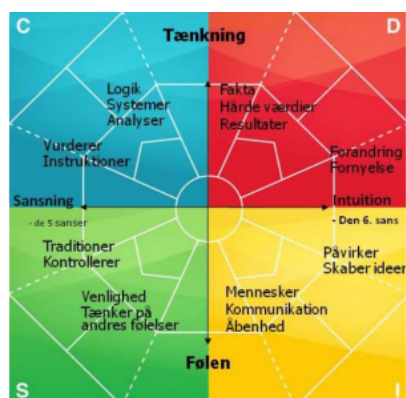 C
D
Tænkning
Logik
Systemer
Analyser
Fakta
Hårde værdier
Resultater
Vurderer
Instruktioner
Forandring
Fornyelse
Sansning
- de 5 sanser
Intuition
- Den 6. sans
Traditioner
Kontrollerer
Påvirker
Skaber ideer
Venlighed
Tænker på
andres følelser
Mennesker
Kommunikation
Åbenhed
Følen
S
I